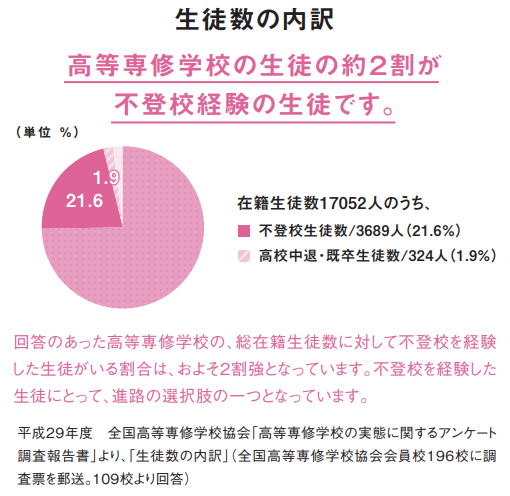 生徒数の内訳
高等専修学校の生徒の約2割が
不登校経験の生徒です。
（単位 %）
1.9
21.6
在籍生徒数17052人のうち、
不登校生徒数/3689人（21.6%）
高校中退・既卒生徒数/324人（1.9%）
回答のあった高等専修学校の、総在籍生徒数に対して不登校を経験
した生徒がいる割合は、およそ2割強となっています。不登校を経験した
生徒にとって、進路の選択肢の一つとなっています。
平成29年度　全国高等専修学校協会「高等専修学校の実態に関するアンケート
調査報告書」より、「生徒数の内訳」（全国高等専修学校協会会員校196校に調
査票を郵送。109校より回答）